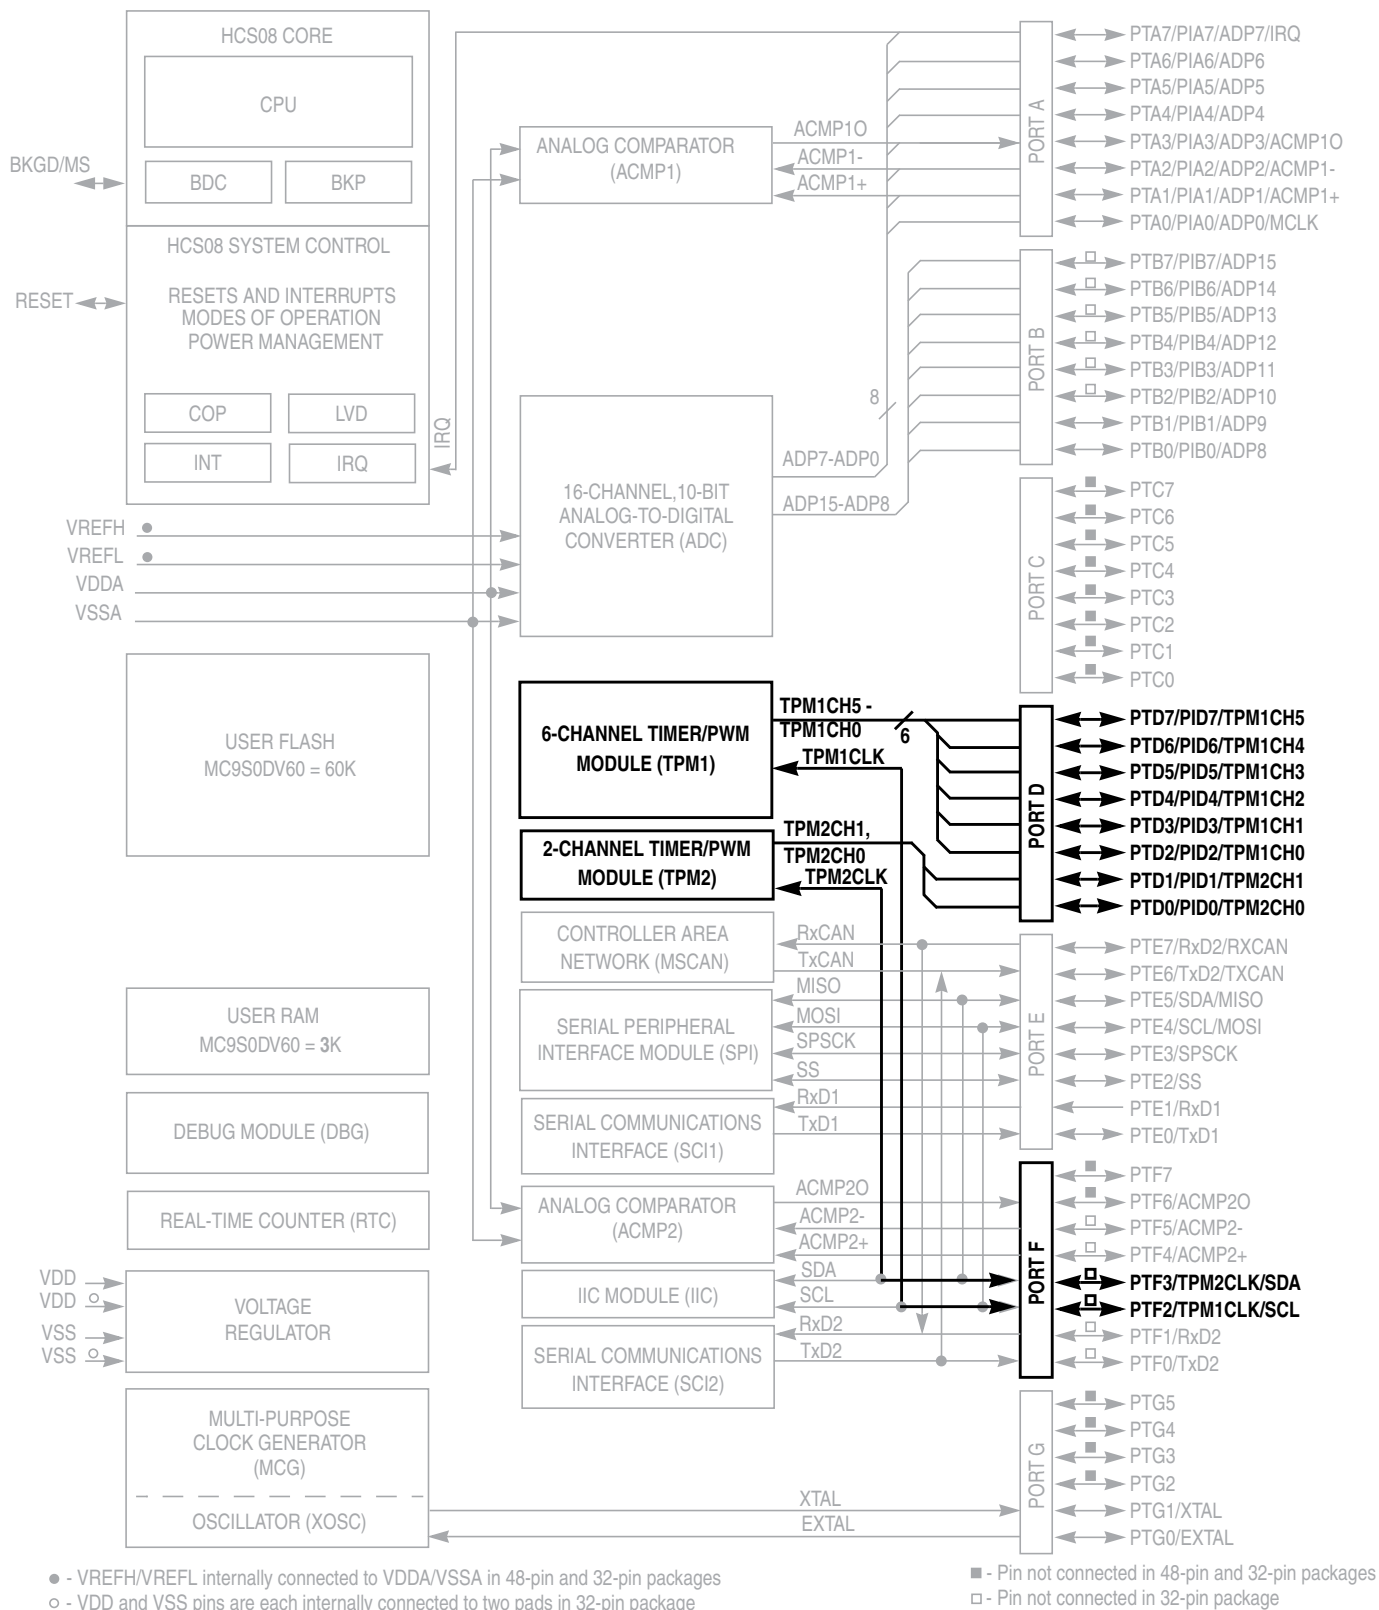 HCS08 CORE
CPU
BDC
BKP
BKGD/MS
HCS08 SYSTEM CONTROL
RESETS AND INTERRUPTS
MODES OF OPERATION
POWER MANAGEMENT
RESET
COP
LVD
INT
IRQ
IRQ
VREFH
VREFL
VDDA
VSSA
USER FLASH
MC9S0DV60 = 60K
USER RAM
MC9S0DV60 = 3K
DEBUG MODULE (DBG)
REAL-TIME COUNTER (RTC)
VDD
VDD
VSS
VSS
VOLTAGE
REGULATOR
MULTI-PURPOSE
CLOCK GENERATOR
(MCG)
OSCILLATOR (XOSC)
ANALOG COMPARATOR
(ACMP1)
ACMP1O
ACMP1-
ACMP1+
16-CHANNEL,10-BIT
ANALOG-TO-DIGITAL
CONVERTER (ADC)
8
ADP7-ADP0
ADP15-ADP8
6-CHANNEL TIMER/PWM
MODULE (TPM1)
TPM1CH5 -
TPM1CH0
6
TPM1CLK
2-CHANNEL TIMER/PWM
MODULE (TPM2)
TPM2CH1,
TPM2CH0
TPM2CLK
CONTROLLER AREA
NETWORK (MSCAN)
RxCAN
TxCAN
SERIAL PERIPHERAL
INTERFACE MODULE (SPI)
MISO
MOSI
SPSCK
SS
SERIAL COMMUNICATIONS
INTERFACE (SCI1)
RxD1
TxD1
ANALOG COMPARATOR
(ACMP2)
ACMP2O
ACMP2-
ACMP2+
IIC MODULE (IIC)
SDA
SCL
SERIAL COMMUNICATIONS
INTERFACE (SCI2)
RxD2
TxD2
XTAL
EXTAL
PORT A
PTA7/PIA7/ADP7/IRQ
PTA6/PIA6/ADP6
PTA5/PIA5/ADP5
PTA4/PIA4/ADP4
PTA3/PIA3/ADP3/ACMP1O
PTA2/PIA2/ADP2/ACMP1-
PTA1/PIA1/ADP1/ACMP1+
PTA0/PIA0/ADP0/MCLK
PORT B
PTB7/PIB7/ADP15
PTB6/PIB6/ADP14
PTB5/PIB5/ADP13
PTB4/PIB4/ADP12
PTB3/PIB3/ADP11
PTB2/PIB2/ADP10
PTB1/PIB1/ADP9
PTB0/PIB0/ADP8
PORT C
PTC7
PTC6
PTC5
PTC4
PTC3
PTC2
PTC1
PTC0
PORT D
PTD7/PID7/TPM1CH5
PTD6/PID6/TPM1CH4
PTD5/PID5/TPM1CH3
PTD4/PID4/TPM1CH2
PTD3/PID3/TPM1CH1
PTD2/PID2/TPM1CH0
PTD1/PID1/TPM2CH1
PTD0/PID0/TPM2CH0
PORT E
PTE7/RxD2/RXCAN
PTE6/TxD2/TXCAN
PTE5/SDA/MISO
PTE4/SCL/MOSI
PTE3/SPSCK
PTE2/SS
PTE1/RxD1
PTE0/TxD1
PORT F
PTF7
PTF6/ACMP2O
PTF5/ACMP2-
PTF4/ACMP2+
PTF3/TPM2CLK/SDA
PTF2/TPM1CLK/SCL
PTF1/RxD2
PTF0/TxD2
PORT G
PTG5
PTG4
PTG3
PTG2
PTG1/XTAL
PTG0/EXTAL
● - VREFH/VREFL internally connected to VDDA/VSSA in 48-pin and 32-pin packages
○ - VDD and VSS pins are each internally connected to two pads in 32-pin package
■ - Pin not connected in 48-pin and 32-pin packages
□ - Pin not connected in 32-pin package